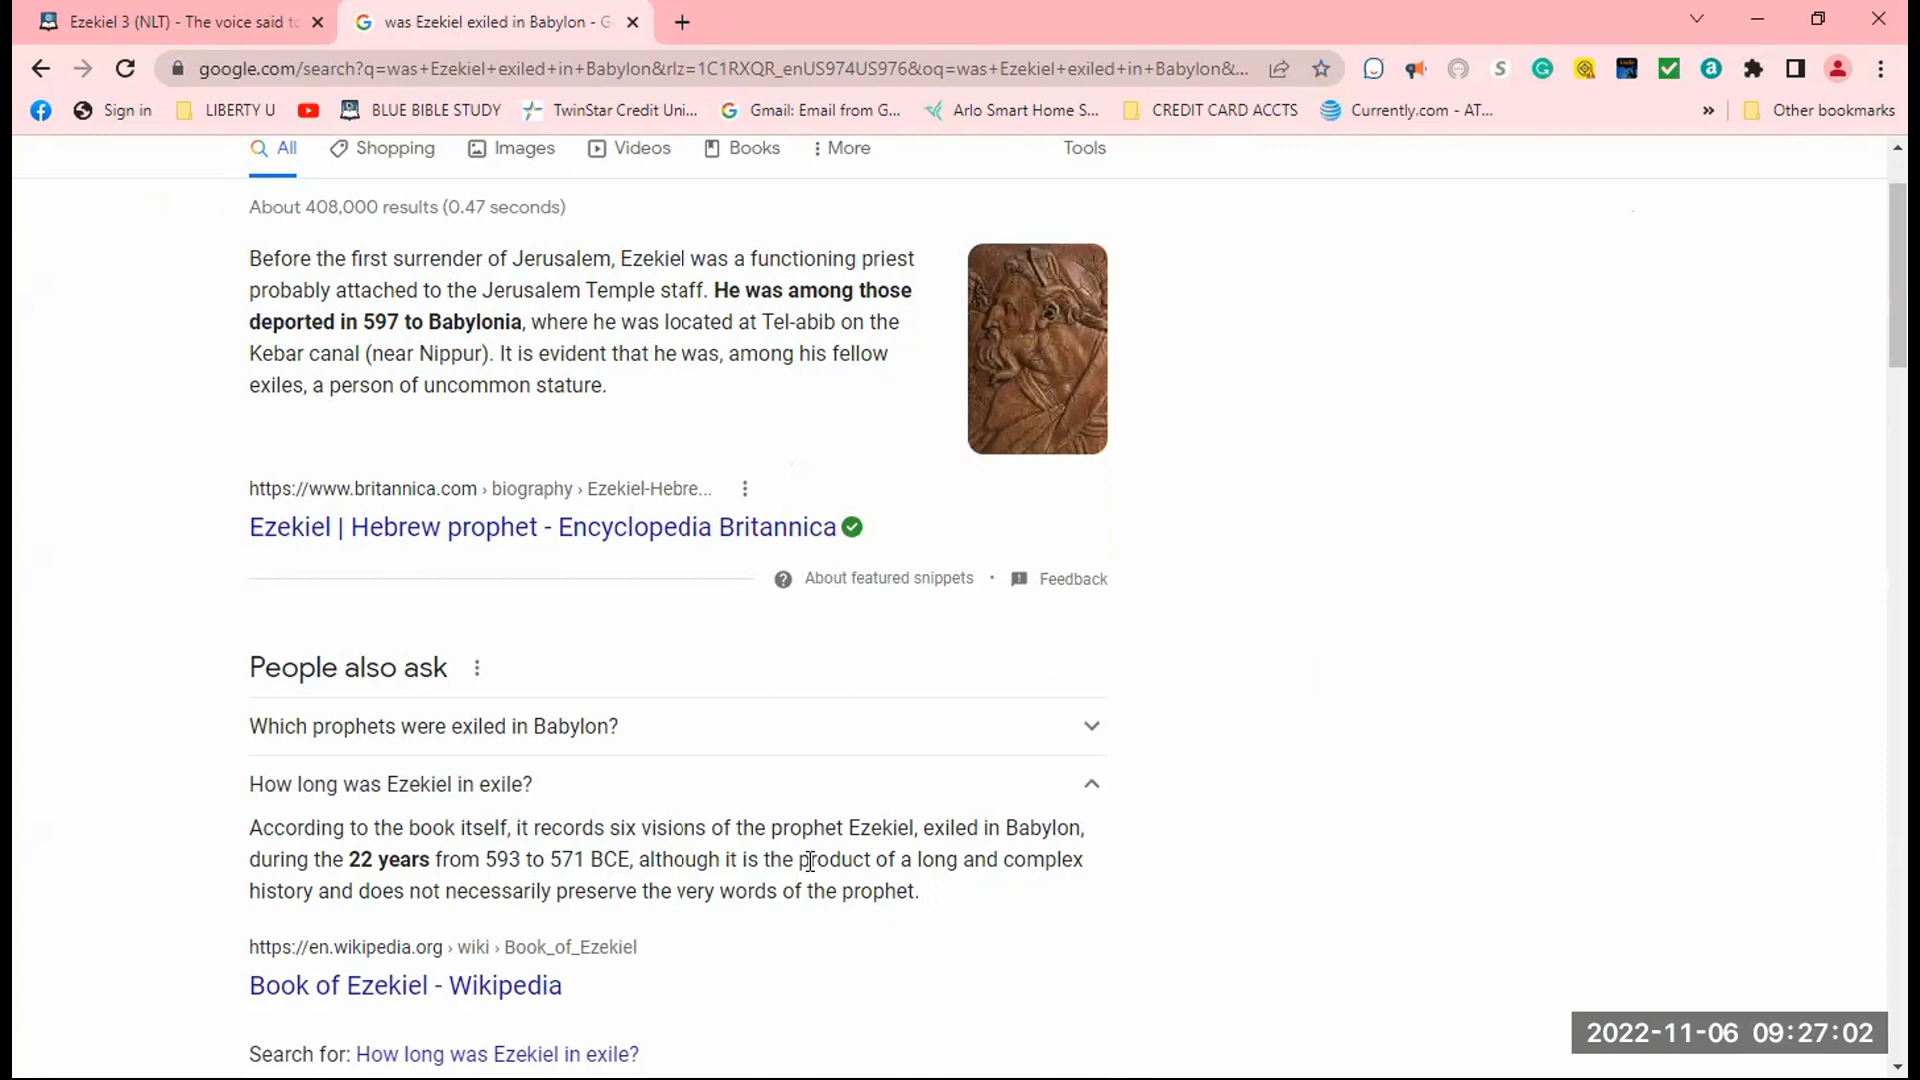 Ezekiel 3 (NLT) - The voice said to
was Ezekiel exiled in Babylon - G
google.com/search?q=was+Ezekiel+exiled+in+Babylon&rlz=1C1RXQR_enUS974US976&oq=was+Ezekiel+exiled+in+Babylon&...
Sign in
LIBERTY U
BLUE BIBLE STUDY
TwinStar Credit Uni...
Gmail: Email from G...
Arlo Smart Home S...
CREDIT CARD ACCTS
Currently.com - AT...
»
Other bookmarks
All
Shopping
Images
Videos
Books
More
Tools
About 408,000 results (0.47 seconds)
Before the first surrender of Jerusalem, Ezekiel was a functioning priest
probably attached to the Jerusalem Temple staff. He was among those
deported in 597 to Babylonia, where he was located at Tel-abib on the
Kebar canal (near Nippur). It is evident that he was, among his fellow
exiles, a person of uncommon stature.
https://www.britannica.com › biography › Ezekiel-Hebre...
Ezekiel | Hebrew prophet - Encyclopedia Britannica
About featured snippets • Feedback
People also ask
Which prophets were exiled in Babylon?
How long was Ezekiel in exile?
According to the book itself, it records six visions of the prophet Ezekiel, exiled in Babylon,
during the 22 years from 593 to 571 BCE, although it is the product of a long and complex
history and does not necessarily preserve the very words of the prophet.
https://en.wikipedia.org › wiki › Book_of_Ezekiel
Book of Ezekiel - Wikipedia
Search for: How long was Ezekiel in exile?
2022-11-06 09:27:02